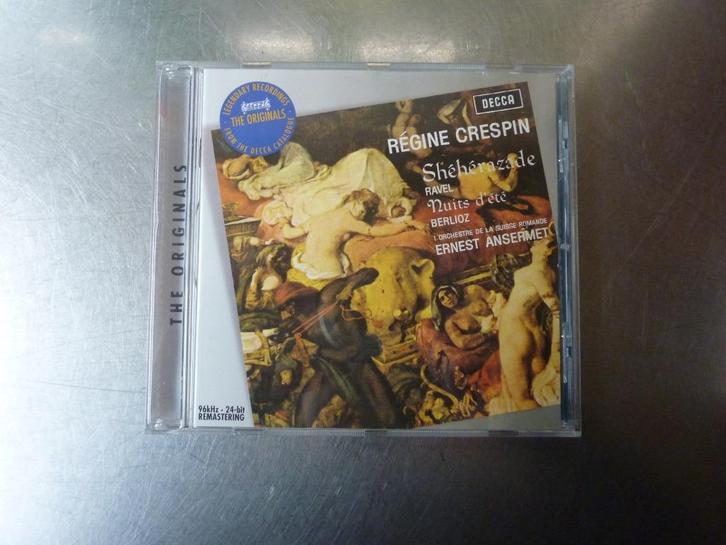 THE ORIGINALS
LEGENDARY RECORDINGS
THE ORIGINALS
FROM THE DECCA CATALOGUE
DECCA
RÉGINE CRESPIN
Shéhérazade
RAVEL
Nuits d'été
BERLIOZ
L'ORCHESTRE DE LA SUISSE ROMANDE
ERNEST ANSERMET
96kHz - 24-bit
REMASTERING